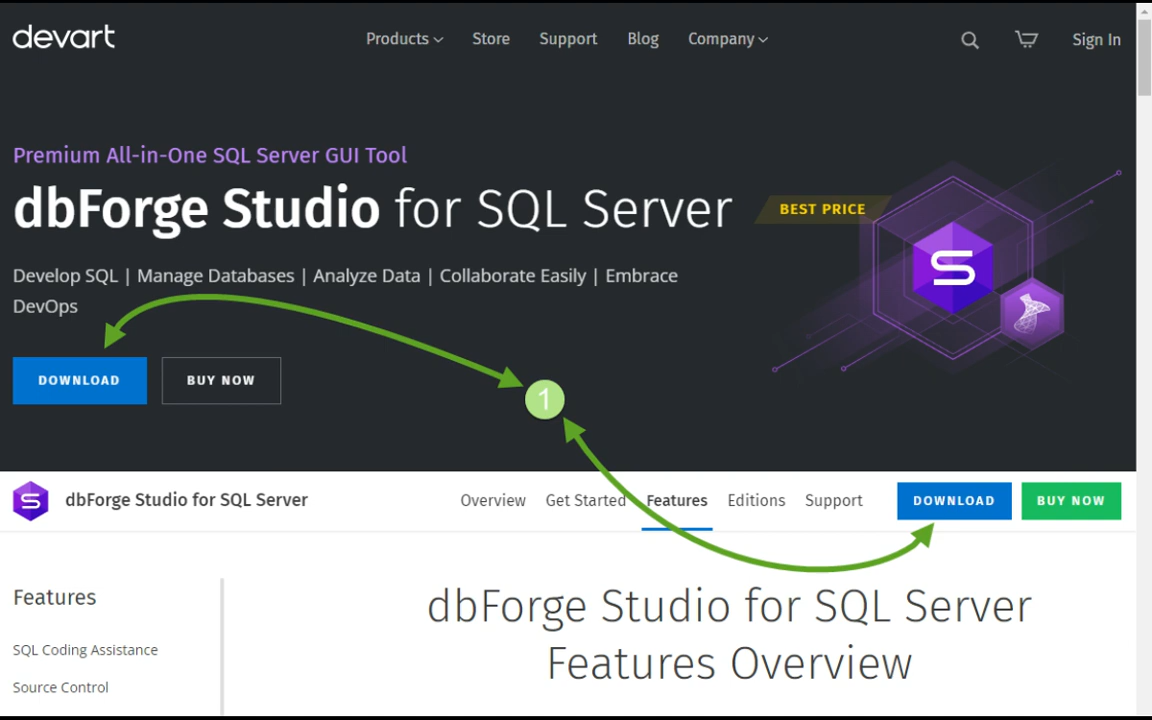 devart
Products Store Support Blog Company Sign In
Premium All-in-One SQL Server GUI Tool
dbForge Studio for SQL Server
BEST PRICE
Develop SQL | Manage Databases | Analyze Data | Collaborate Easily | Embrace
DevOps
DOWNLOAD BUY NOW
1
dbForge Studio for SQL Server Overview Get Started Features Editions Support DOWNLOAD BUY NOW
Features
dbForge Studio for SQL Server
Features Overview
SQL Coding Assistance
Source Control